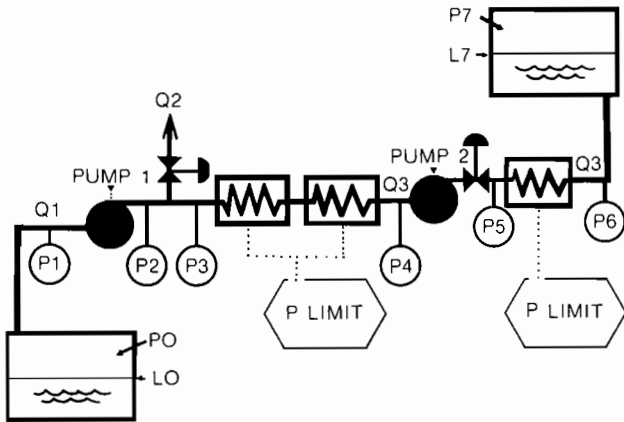 P7
L7
Q2
PUMP 1
PUMP 2
Q3
Q1
Q3
P1
P2
P3
P4
P5
P6
P LIMIT
P LIMIT
PO
LO